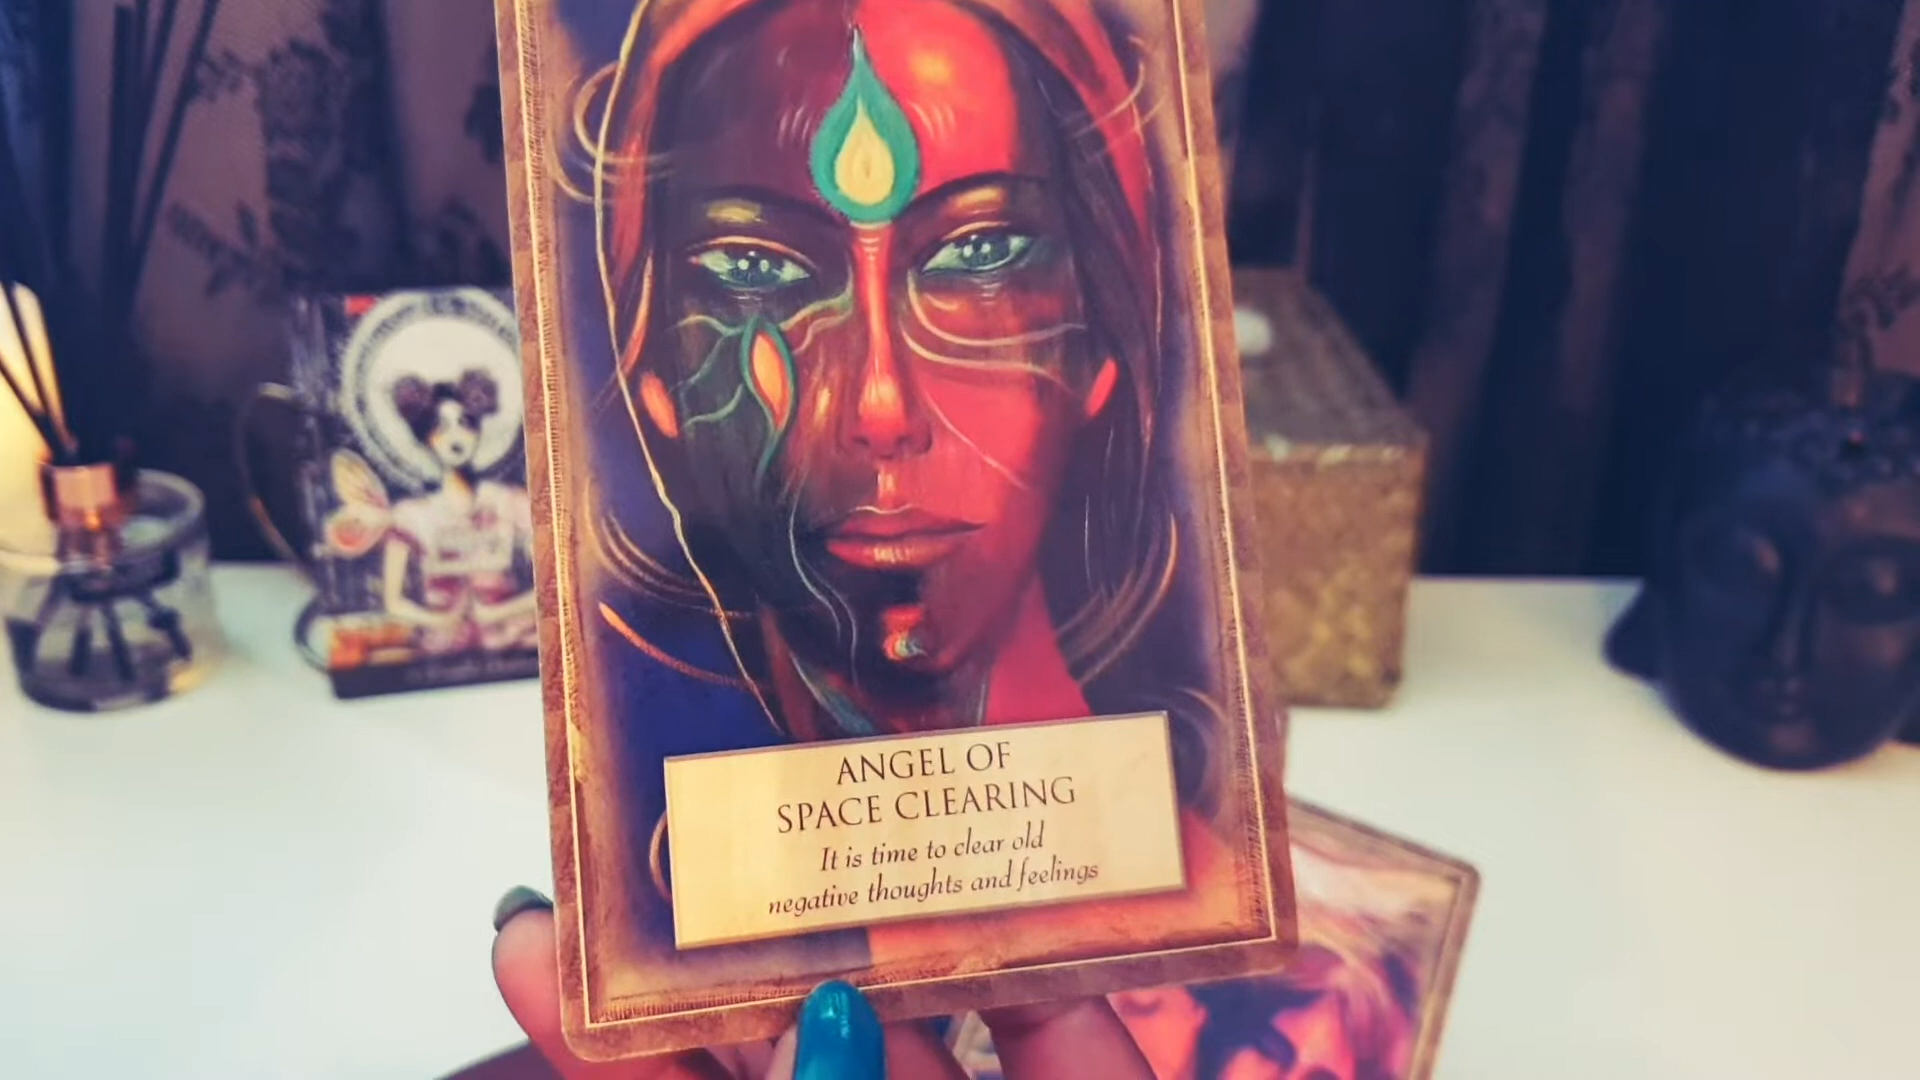 ANGEL OF
SPACE CLEARING
It is time to clear old
negative thoughts and feelings